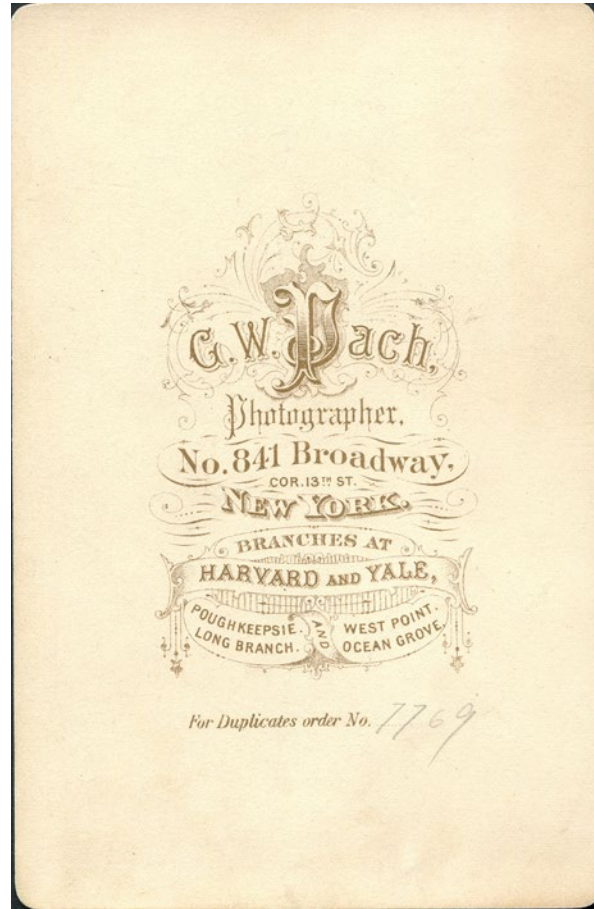 G. W. Pach,
Photographer.
No. 841 Broadway,
COR. 13TH ST.
NEW YORK.
BRANCHES AT
HARVARD AND YALE,
POUGHKEEPSIE. AND WEST POINT.
LONG BRANCH. OCEAN GROVE,
For Duplicates order No. 7769